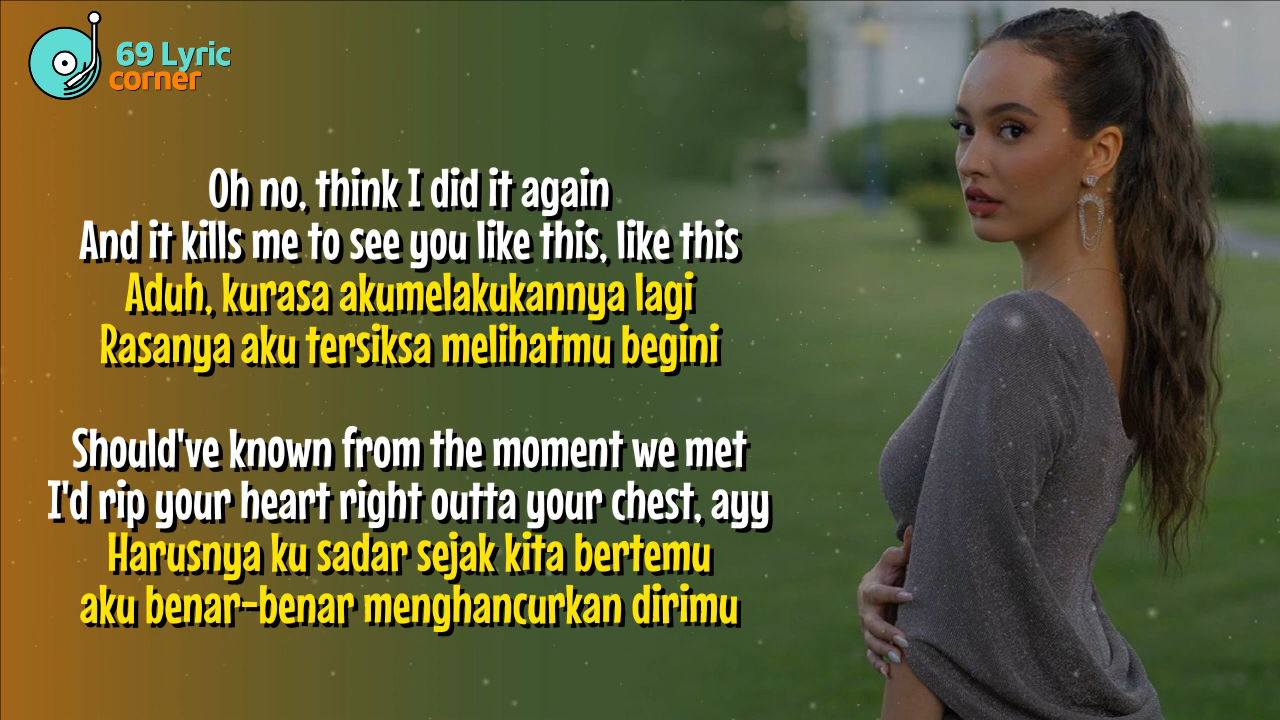 69 Lyric
corner
Oh no, think I did it again
And it kills me to see you like this, like this
Aduh, kurasa akumelakukannya lagi
Rasanya aku tersiksa melihatmu begini
Should've known from the moment we met
I'd rip your heart right outta your chest, ayy
Harusnya ku sadar sejak kita bertemu
aku benar-benar menghancurkan dirimu